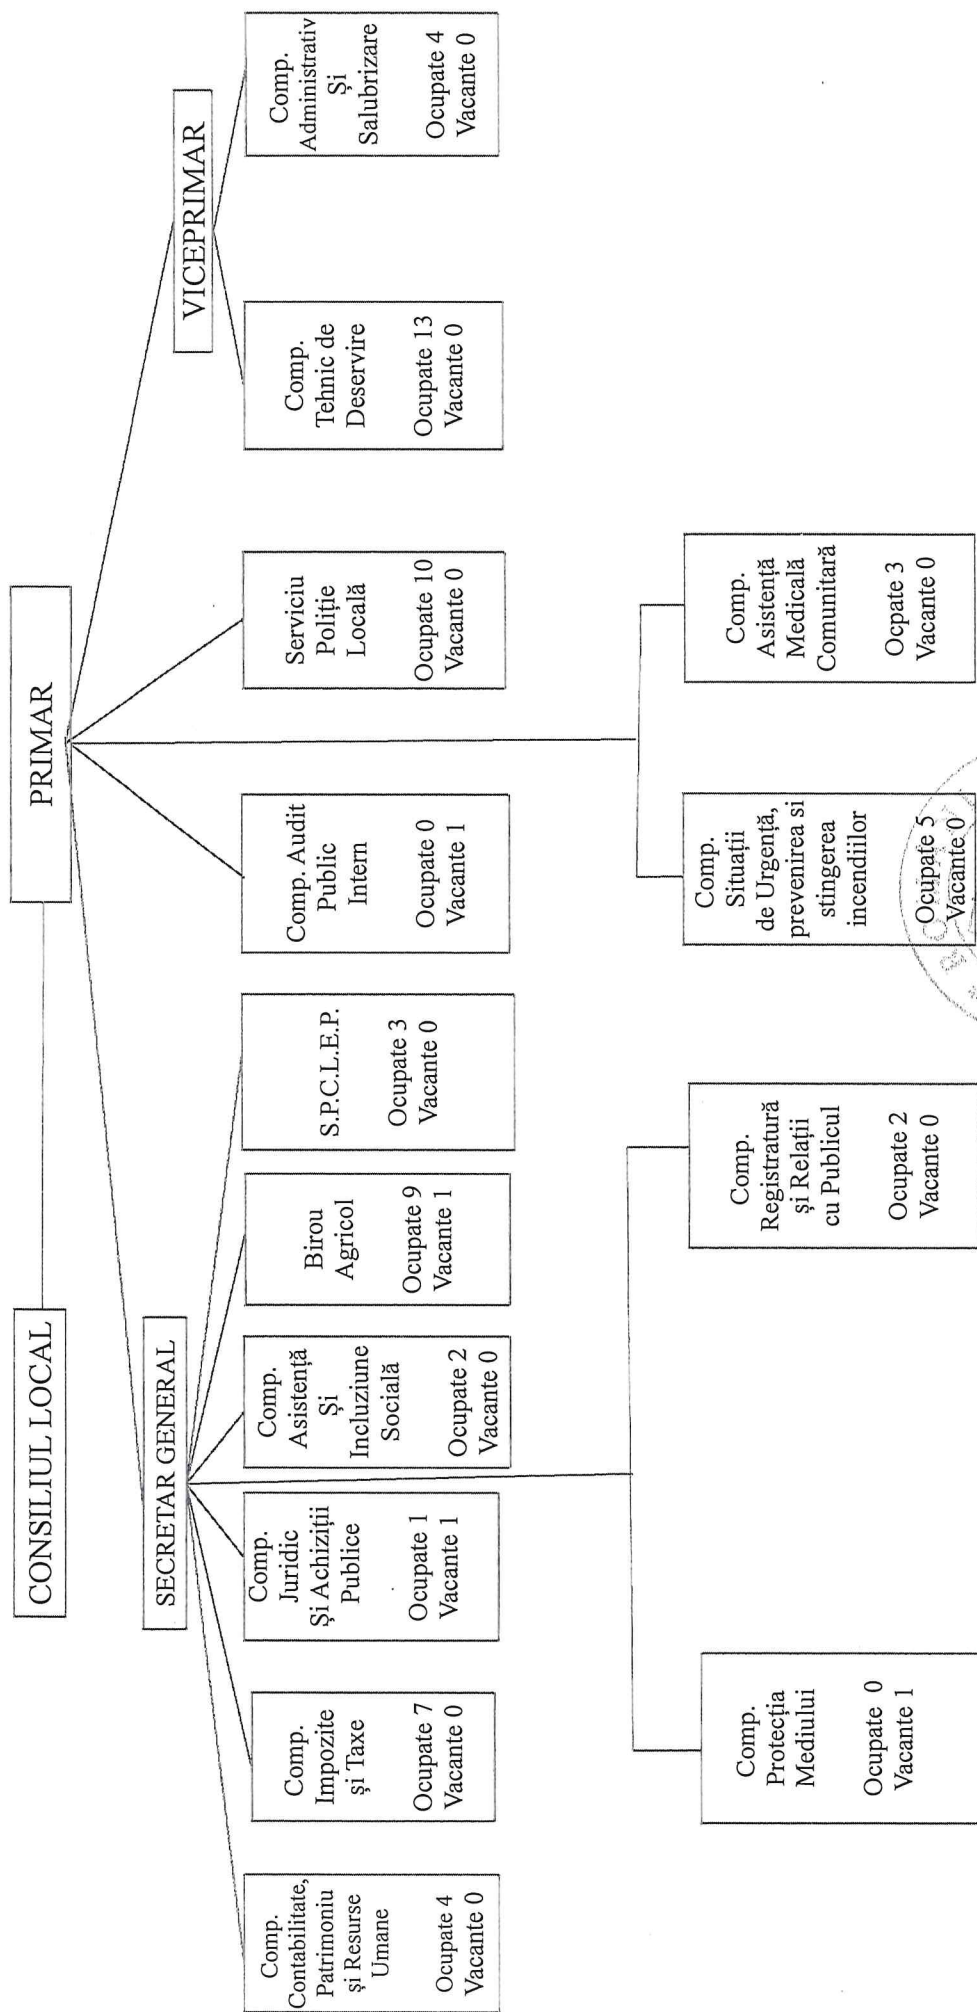 CONSILIUL LOCAL
PRIMAR
SECRETAR GENERAL
VICEPRIMAR
Comp.
Contabilitate,
Patrimoniu
și Resurse
Umane
Ocupate 4
Vacante 0
Comp.
Impozite
și Taxe
Ocupate 7
Vacante 0
Comp.
Juridic
Și Achiziții
Publice
Ocupate 1
Vacante 1
Comp.
Asistență
Și
Incluziune
Socială
Ocupate 2
Vacante 0
Birou
Agricol
Ocupate 9
Vacante 1
S.P.C.L.E.P.
Ocupate 3
Vacante 0
Comp. Audit
Public
Intern
Ocupate 0
Vacante 1
Serviciu
Poliție
Locală
Ocupate 10
Vacante 0
Comp.
Tehnic de
Deservire
Ocupate 13
Vacante 0
Comp.
Administrativ
Și
Salubrizare
Ocupate 4
Vacante 0
Comp.
Protecția
Mediului
Ocupate 0
Vacante 1
Comp.
Registratură
și Relații
cu Publicul
Ocupate 2
Vacante 0
Comp.
Situații
de Urgență,
prevenirea si
stingerea
incendiilor
Ocupate 5
Vacante 0
Comp.
Asistență
Medicală
Comunitară
Ocpate 3
Vacante 0